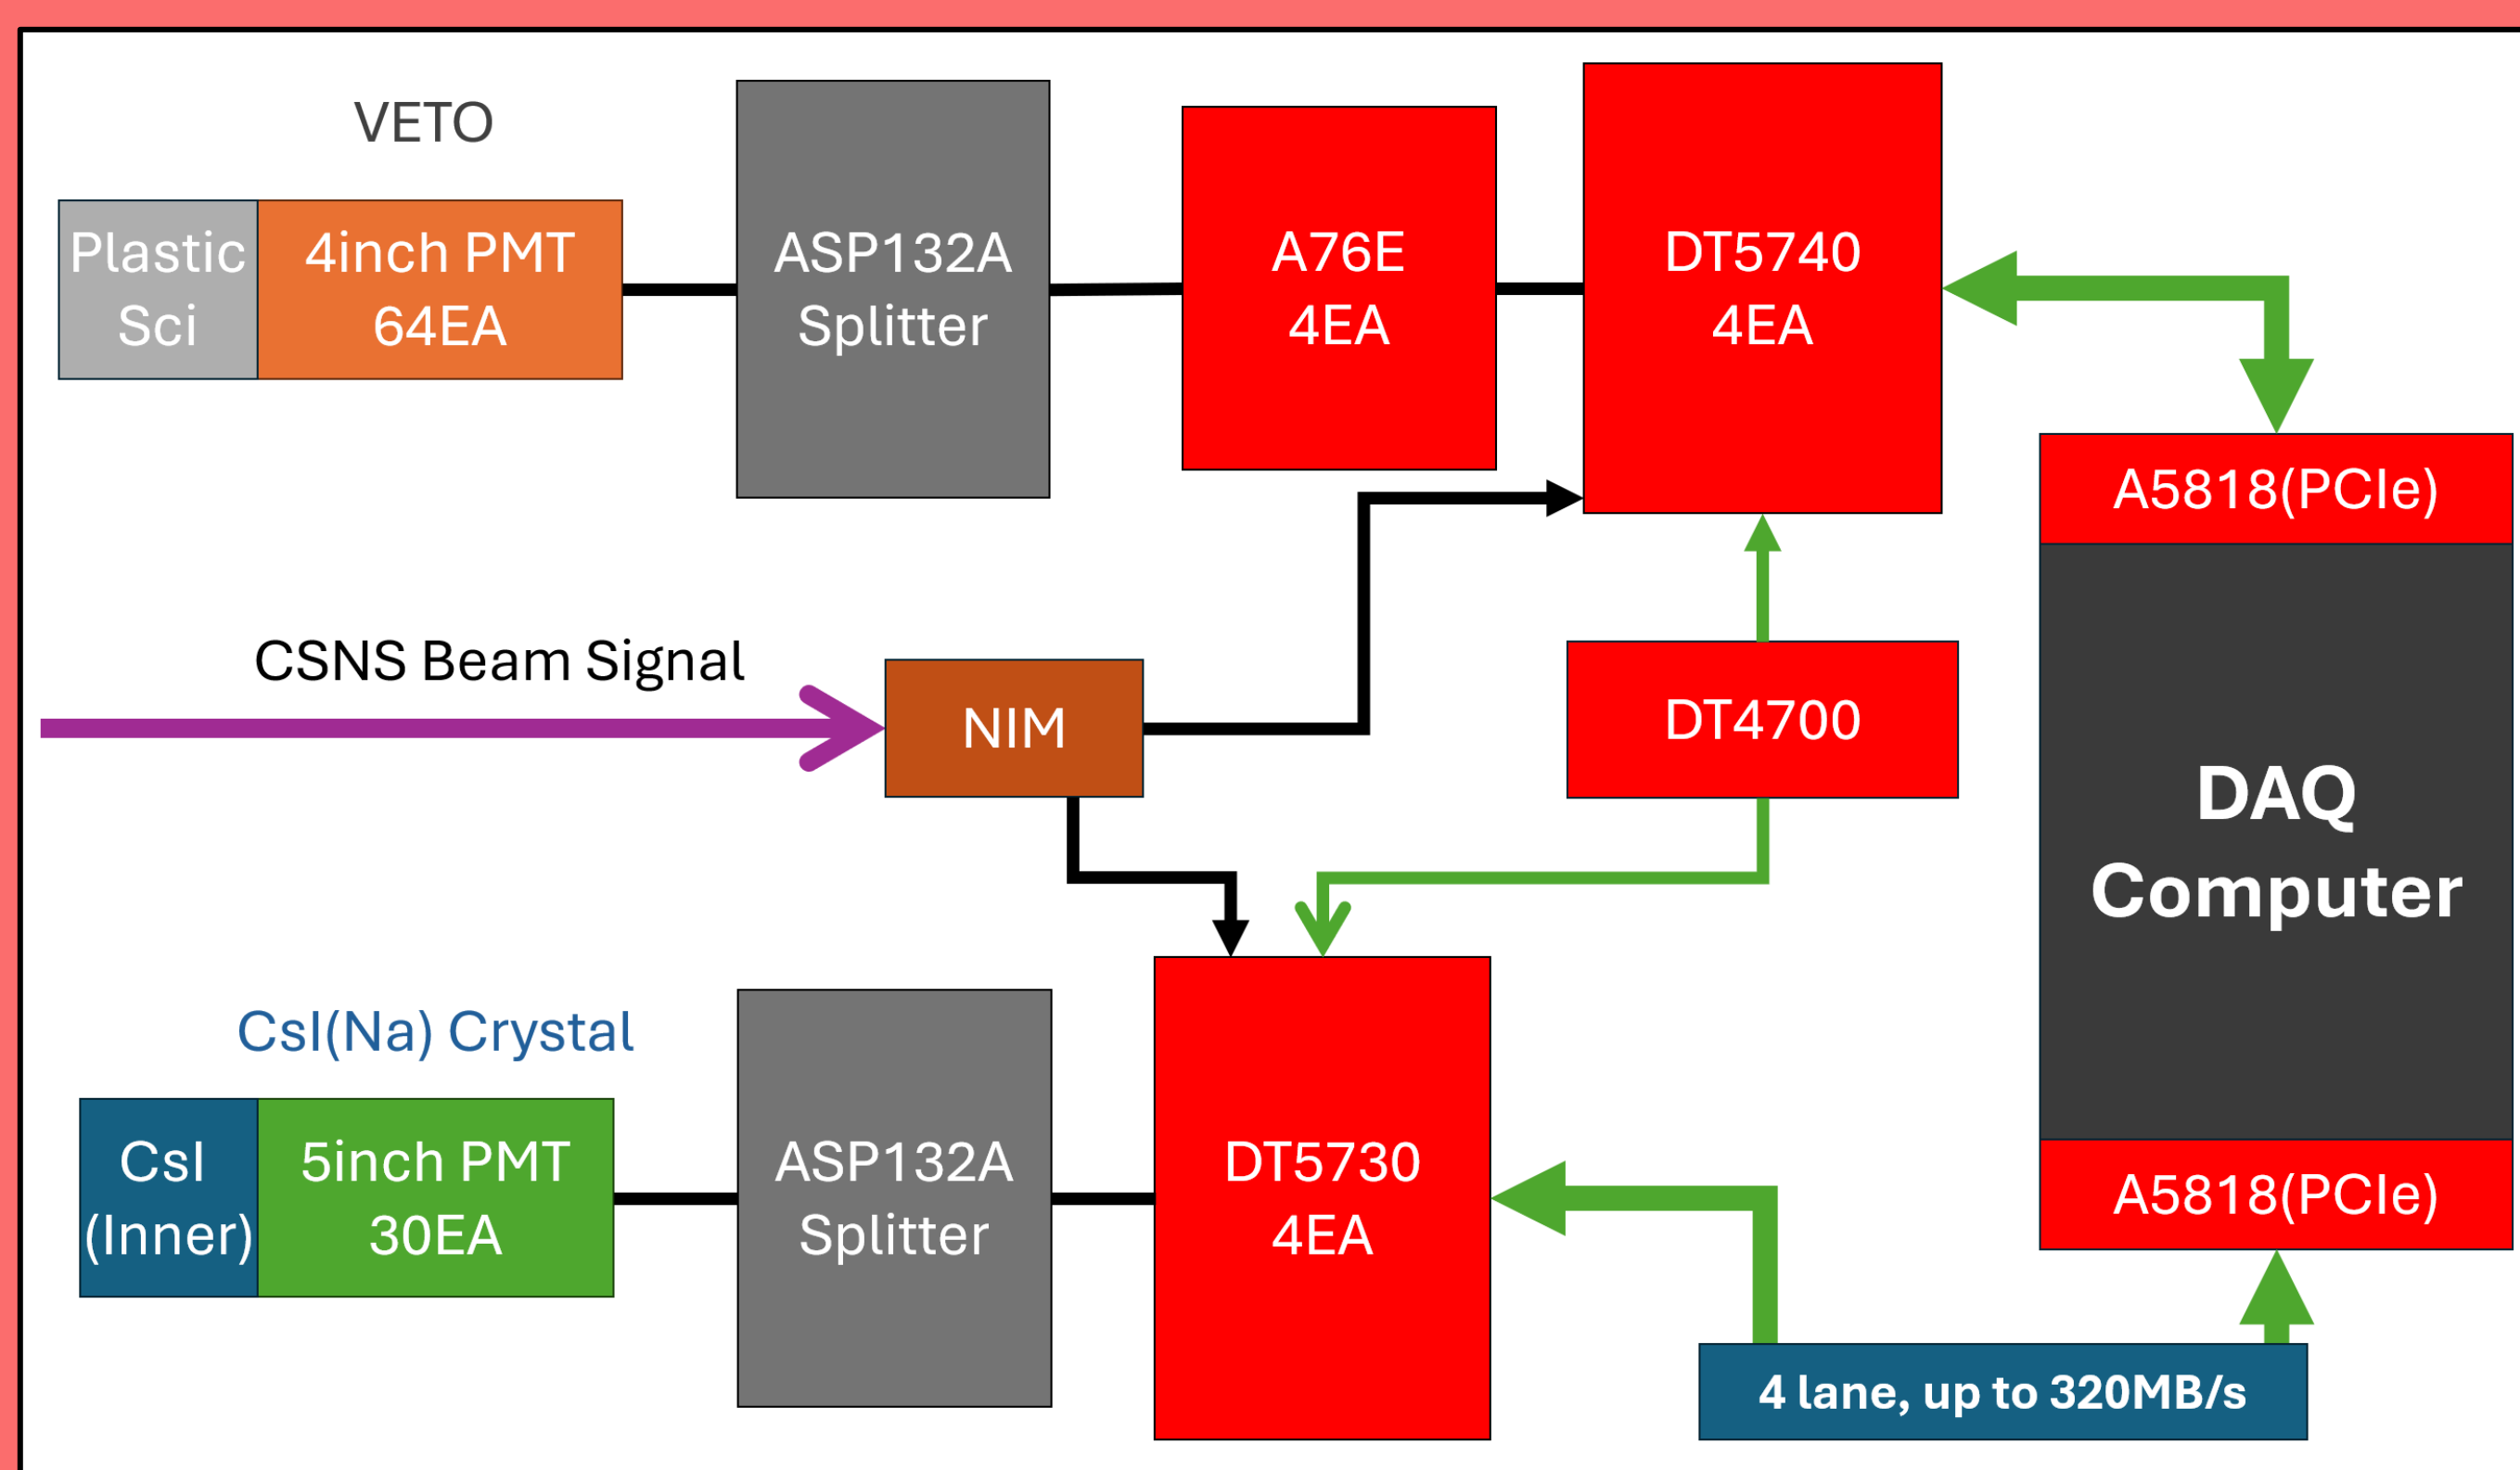 VETO
Plastic
Sci
4inch PMT
64EA
ASP132A
Splitter
A76E
4EA
DT5740
4EA
A5818(PCIe)
CSNS Beam Signal
NIM
DT4700
DAQ
Computer
CsI(Na) Crystal
CsI
(Inner)
5inch PMT
30EA
ASP132A
Splitter
DT5730
4EA
A5818(PCIe)
4 lane, up to 320MB/s